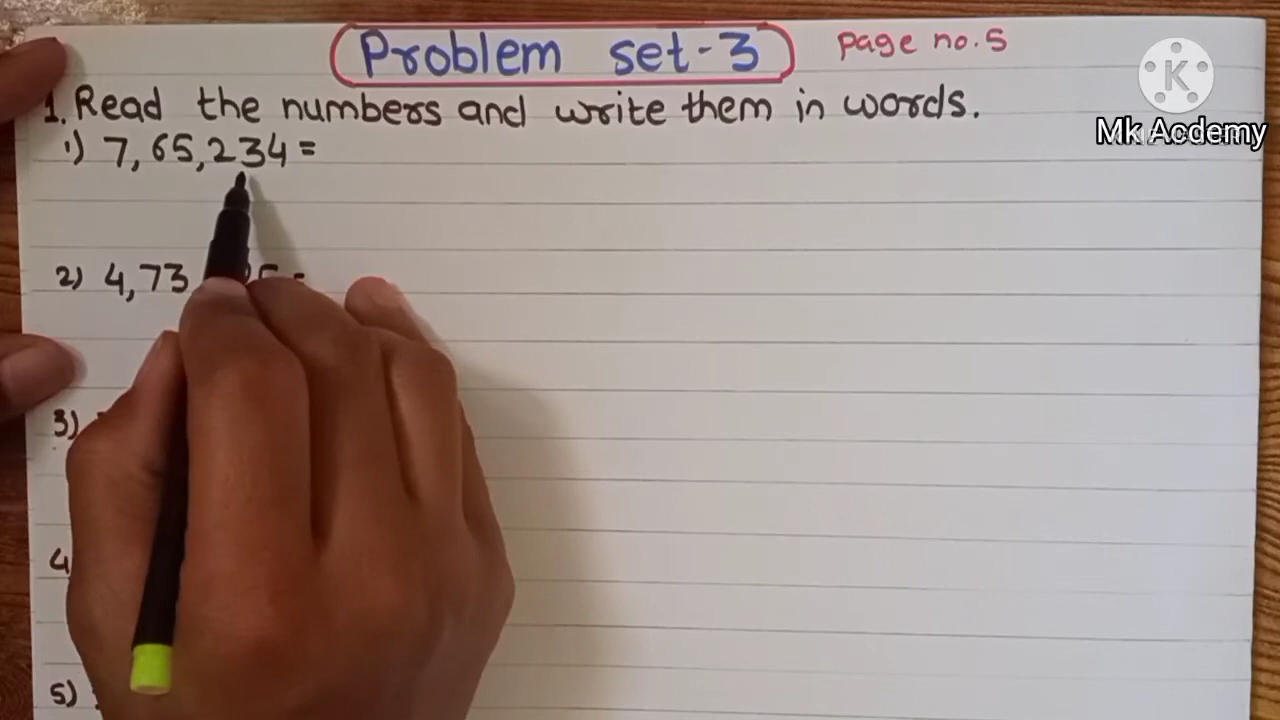 Problem set-3 page no.5
K
Mk Acdemy
1. Read the numbers and write them in words.
1) 7,65,234=
2) 4,73
3)
4
5)